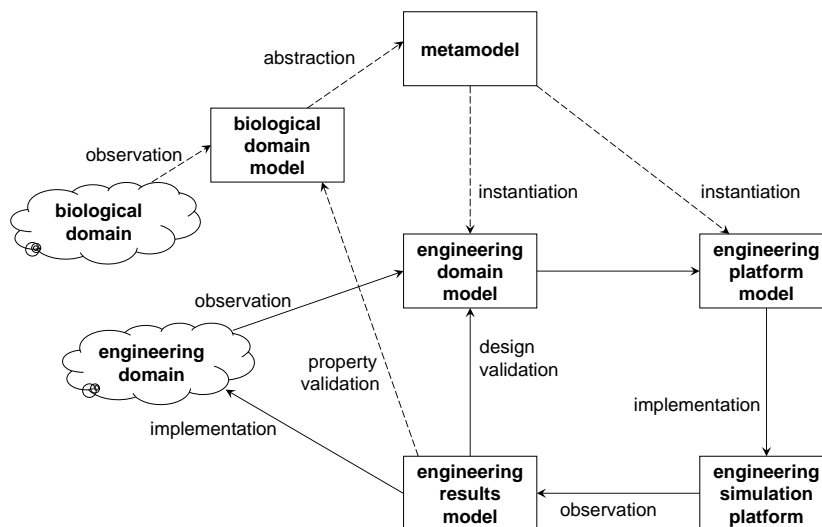 abstraction
metamodel
biological
domain
model
observation
instantiation
instantiation
biological
domain
engineering
domain
model
engineering
platform
model
observation
engineering
domain
property
validation
design
validation
implementation
implementation
engineering
results
model
observation
engineering
simulation
platform